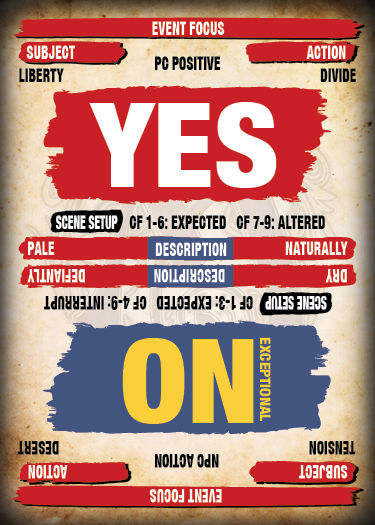 EVENT FOCUS
SUBJECT ACTION
LIBERTY PC POSITIVE DIVIDE
YES
SCENE SETUP CF 1-6: EXPECTED CF 7-9: ALTERED
PALE DESCRIPTION NATURALLY
EVENT FOCUS
SUBJECT ACTION
TENSION NPC ACTION DESERT
EXCEPTIONAL
NO
SCENE SETUP CF 1-3: EXPECTED CF 4-9: INTERRUPT
DRY DESCRIPTION DEFIANTLY